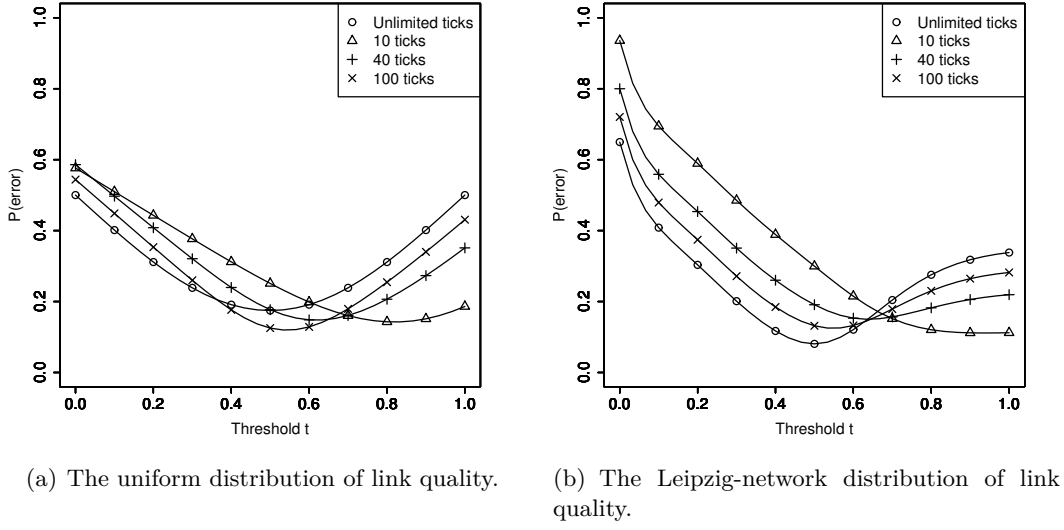 Unlimited ticks
10 ticks
40 ticks
100 ticks
P(error)
0.0 0.2 0.4 0.6 0.8 1.0
0.0 0.2 0.4 0.6 0.8 1.0
Threshold t
(a) The uniform distribution of link quality.
Unlimited ticks
10 ticks
40 ticks
100 ticks
P(error)
0.0 0.2 0.4 0.6 0.8 1.0
0.0 0.2 0.4 0.6 0.8 1.0
Threshold t
(b) The Leipzig-network distribution of link
quality.